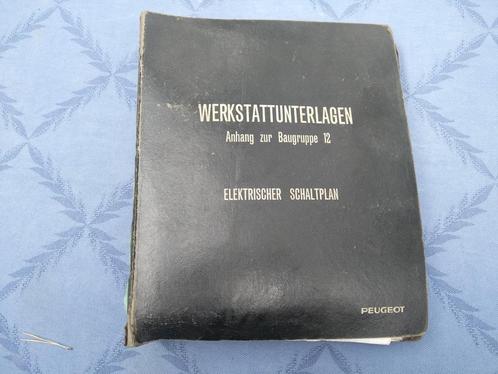 WERKSTATTUNTERLAGEN
Anhang zur Baugruppe 12
ELEKTRISCHER SCHALTPLAN
PEUGEOT